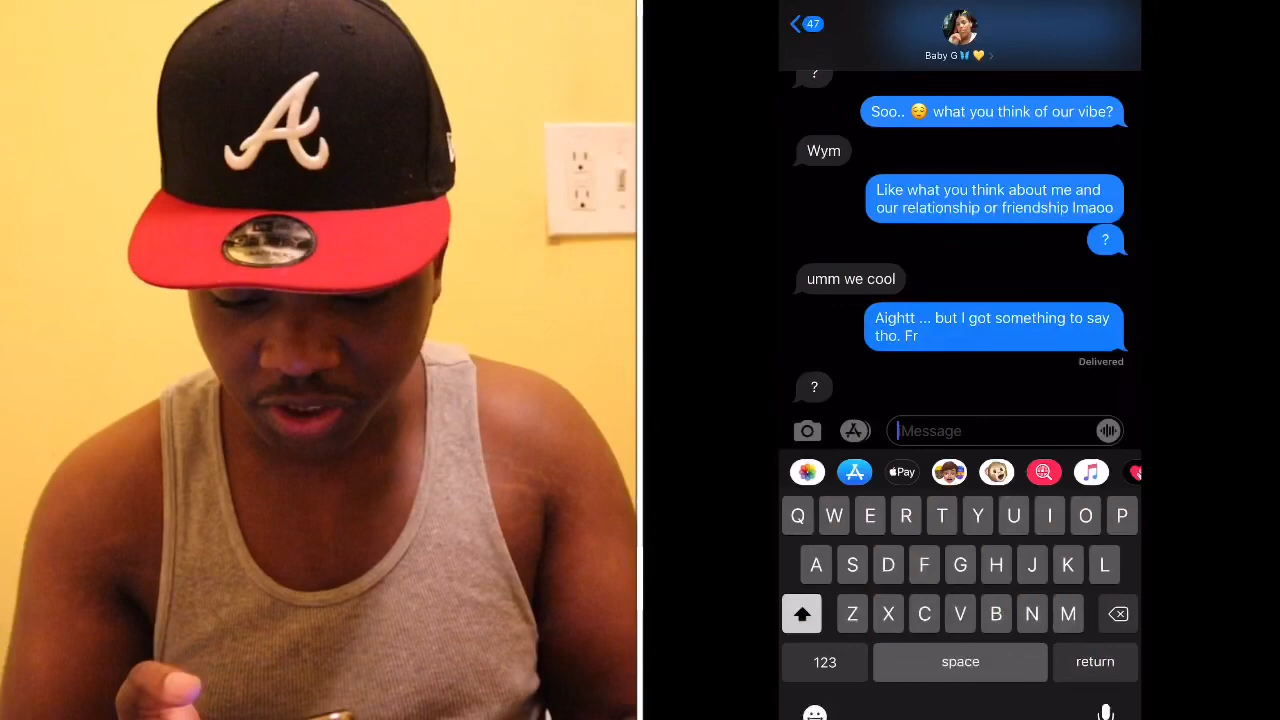 A
47
Baby G🦋💛 >
?
Soo.. 😌 what you think of our vibe?
Wym
Like what you think about me and
our relationship or friendship lmaoo
?
umm we cool
Aightt ... but I got something to say
tho. Fr
Delivered
?
iMessage
Pay
Q W E R T Y U I O P
A S D F G H J K L
Z X C V B N M
123 space return